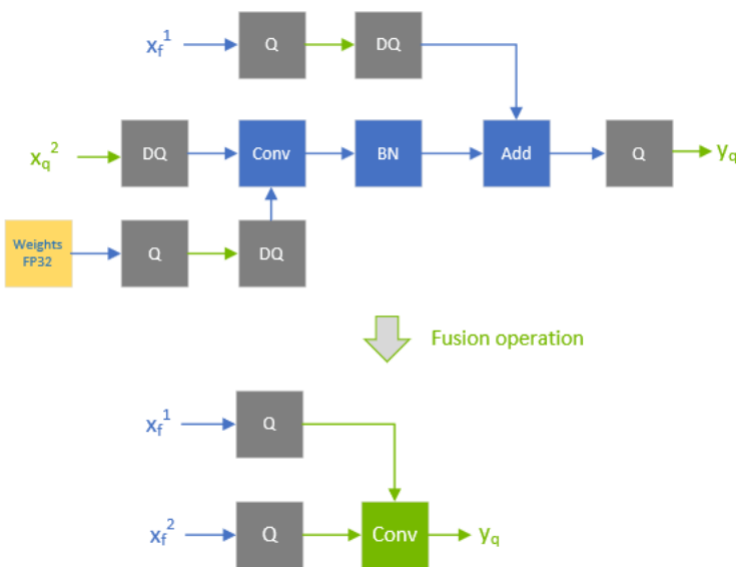 x_f^1
Q
DQ
x_q^2
DQ
Conv
BN
Add
Q
y_q
Weights
FP32
Q
DQ
Fusion operation
x_f^1
Q
x_f^2
Q
Conv
y_q